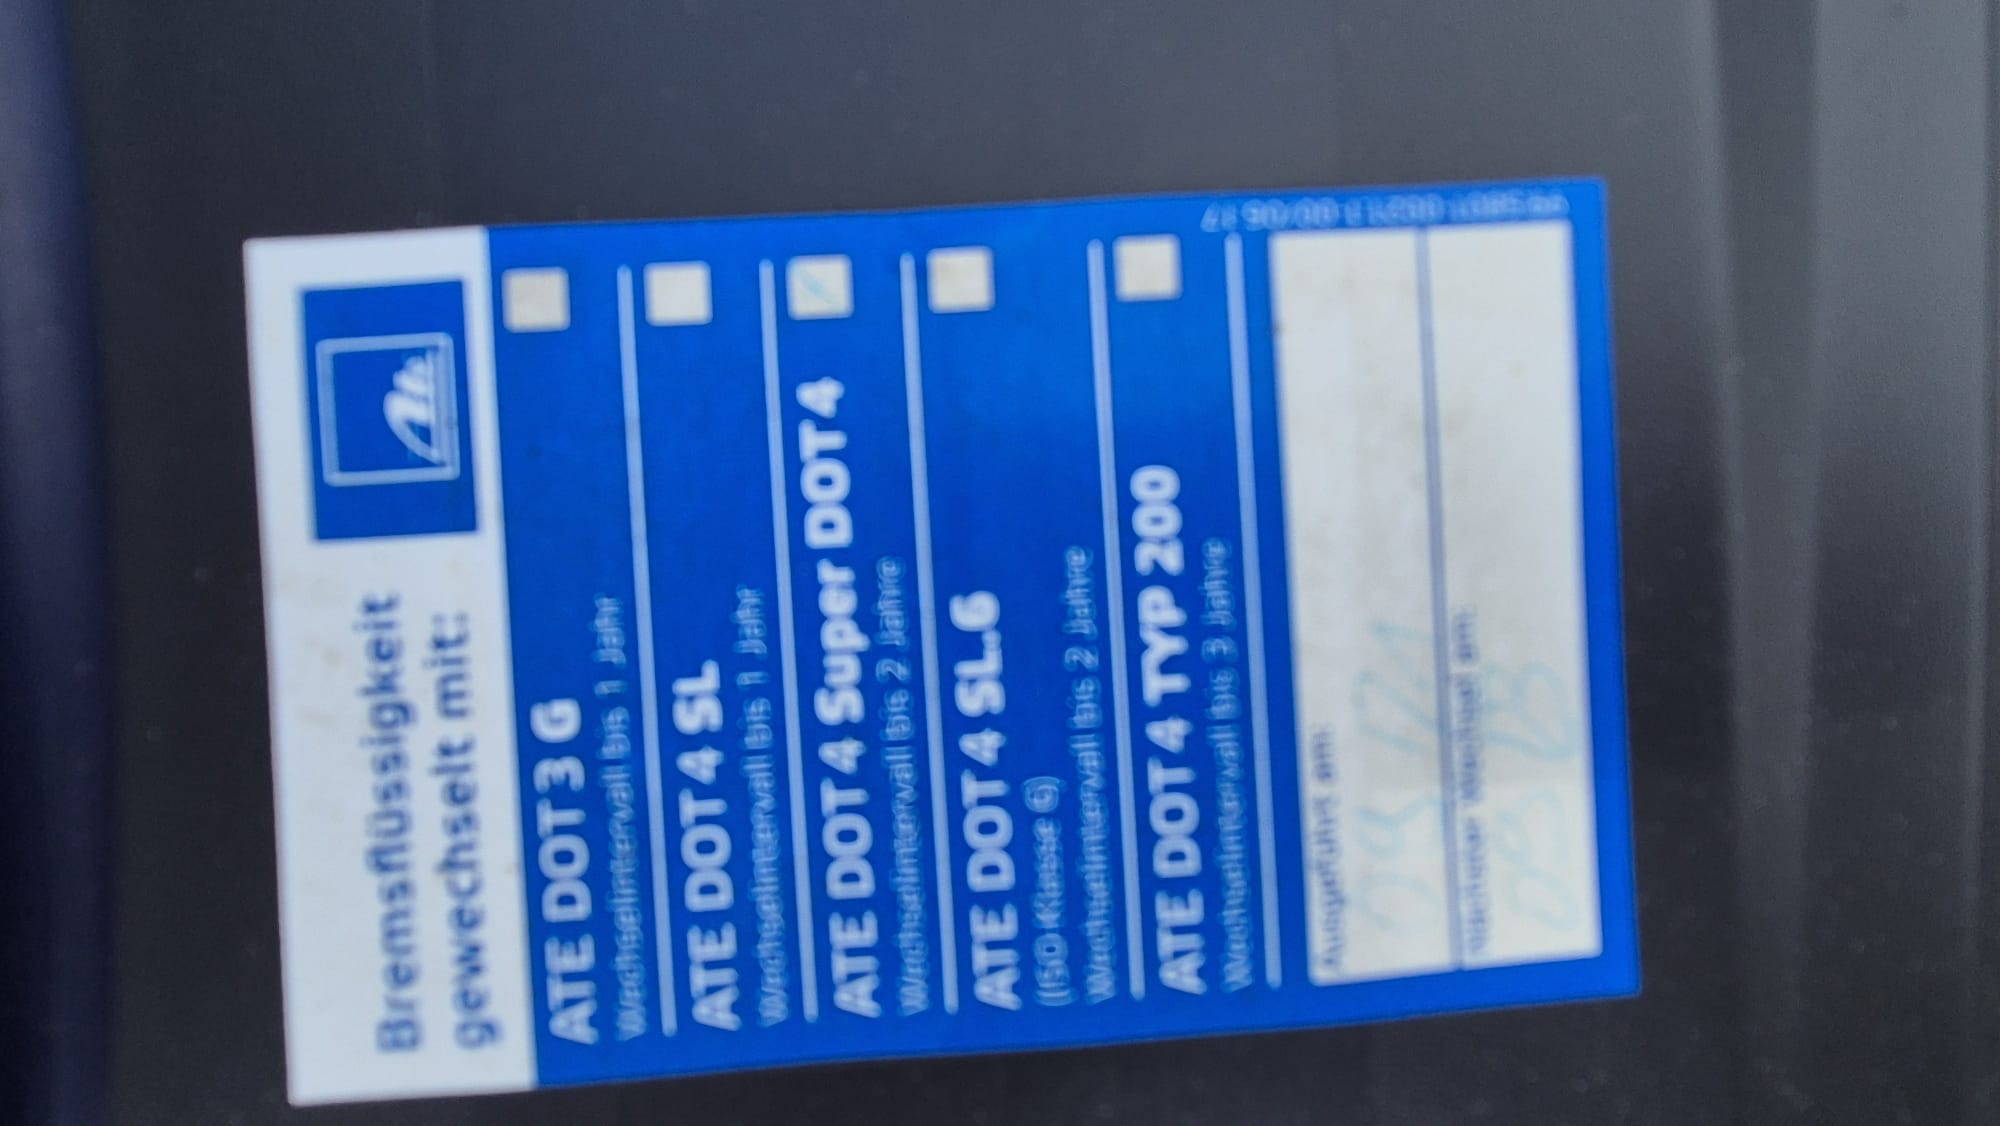 Bremsflüssigkeit
gewechselt mit:
Ate
ATE DOT 3 G
Wechselintervall bis 1 Jahr
ATE DOT 4 SL
Wechselintervall bis 1 Jahr
ATE DOT 4 Super DOT 4
Wechselintervall bis 2 Jahre
ATE DOT 4 SL.6
(ISO Klasse 6)
Wechselintervall bis 2 Jahre
ATE DOT 4 TYP 200
Wechselintervall bis 3 Jahre
Ausgeführt am:
Nächster Wechsel am: